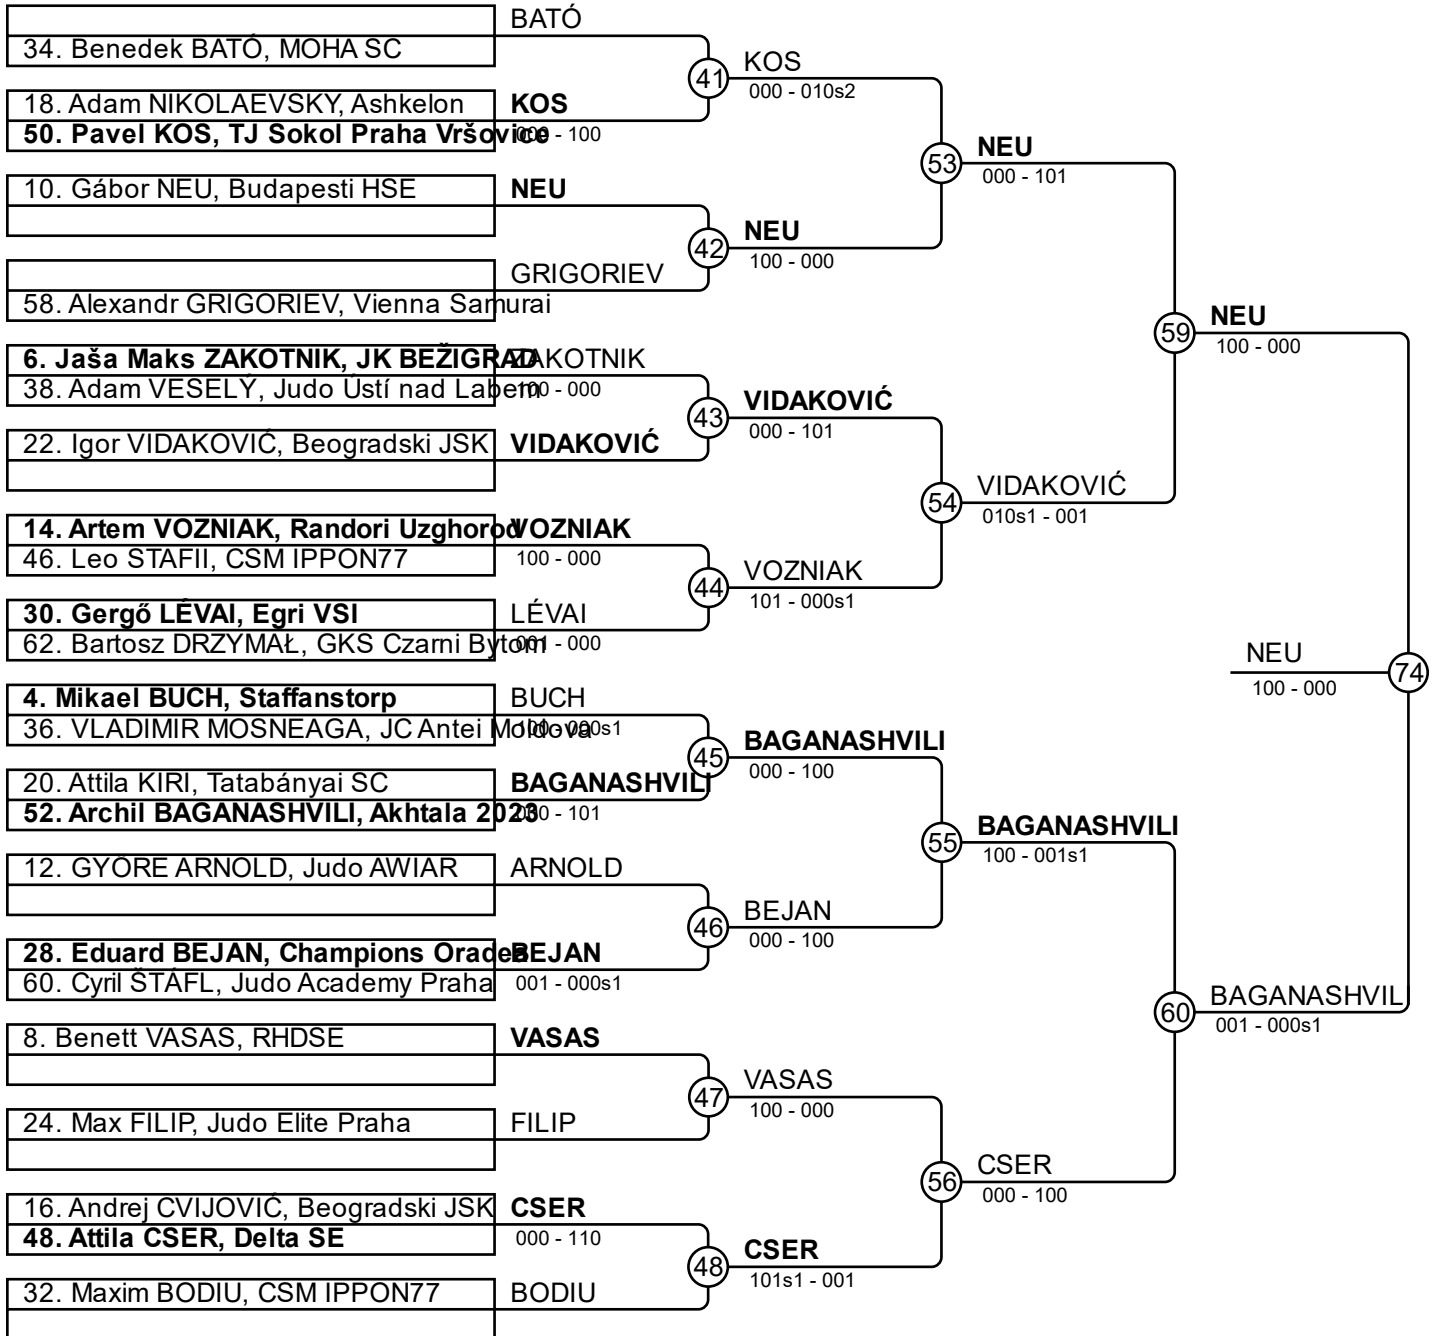 BATÓ
34. Benedek BATÓ, MOHA SC
41
KOS
000 - 010s2
18. Adam NIKOLAEVSKY, Ashkelon
KOS
50. Pavel KOS, TJ Sokol Praha Vršovice
000 - 100
53
NEU
000 - 101
10. Gábor NEU, Budapesti HSE
NEU
42
NEU
100 - 000
GRIGORIEV
58. Alexandr GRIGORIEV, Vienna Samurai
59
NEU
100 - 000
6. Jaša Maks ZAKOTNIK, JK BEŽIGRAD
ZAKOTNIK
38. Adam VESELÝ, Judo Ústí nad Labem
100 - 000
43
VIDAKOVIĆ
000 - 101
22. Igor VIDAKOVIĆ, Beogradski JSK
VIDAKOVIĆ
54
VIDAKOVIĆ
010s1 - 001
14. Artem VOZNIAK, Randori Uzghorod
VOZNIAK
46. Leo STAFII, CSM IPPON77
100 - 000
44
VOZNIAK
101 - 000s1
30. Gergő LÉVAI, Egri VSI
LÉVAI
62. Bartosz DRZYMAŁ, GKS Czarni Bytom
001 - 000
NEU
100 - 000
74
4. Mikael BUCH, Staffanstorp
BUCH
36. VLADIMIR MOSNEAGA, JC Antei Moldova
100 - 000s1
45
BAGANASHVILI
000 - 100
20. Attila KIRI, Tatabányai SC
BAGANASHVILI
52. Archil BAGANASHVILI, Akhtala 2023
000 - 101
55
BAGANASHVILI
100 - 001s1
12. GYÖRE ARNOLD, Judo AWIAR
ARNOLD
46
BEJAN
000 - 100
28. Eduard BEJAN, Champions Oradea
BEJAN
60. Cyril ŠTÁFL, Judo Academy Praha
001 - 000s1
60
BAGANASHVILI
001 - 000s1
8. Benett VASAS, RHDSE
VASAS
47
VASAS
100 - 000
24. Max FILIP, Judo Elite Praha
FILIP
56
CSER
000 - 100
16. Andrej CVIJOVIĆ, Beogradski JSK
CSER
48. Attila CSER, Delta SE
000 - 110
48
CSER
101s1 - 001
32. Maxim BODIU, CSM IPPON77
BODIU